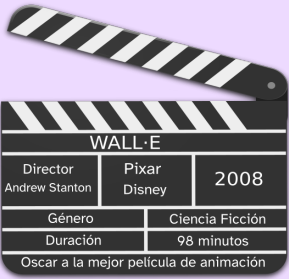 WALL·E
Director
Andrew Stanton
Pixar
Disney
2008
Género
Ciencia Ficción
Duración
98 minutos
Oscar a la mejor película de animación